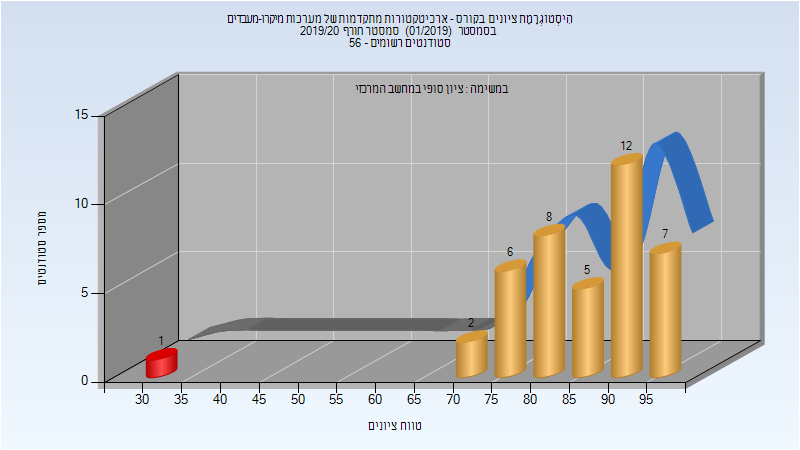 הִיסְטוֹגְרַמַת ציונים בקורס - ארכיטקטורות מתקדמות של מערכות מיקרו-מעבדים
בסמסטר (01/2019) סמסטר חורף 2019/20
סטודנטים רשומים - 56
במשימה : ציון סופי במחשב המרכזי
מספר סטודנטים
15
10
5
0
1
2
6
8
5
12
7
30 35 40 45 50 55 60 65 70 75 80 85 90 95
טווח ציונים